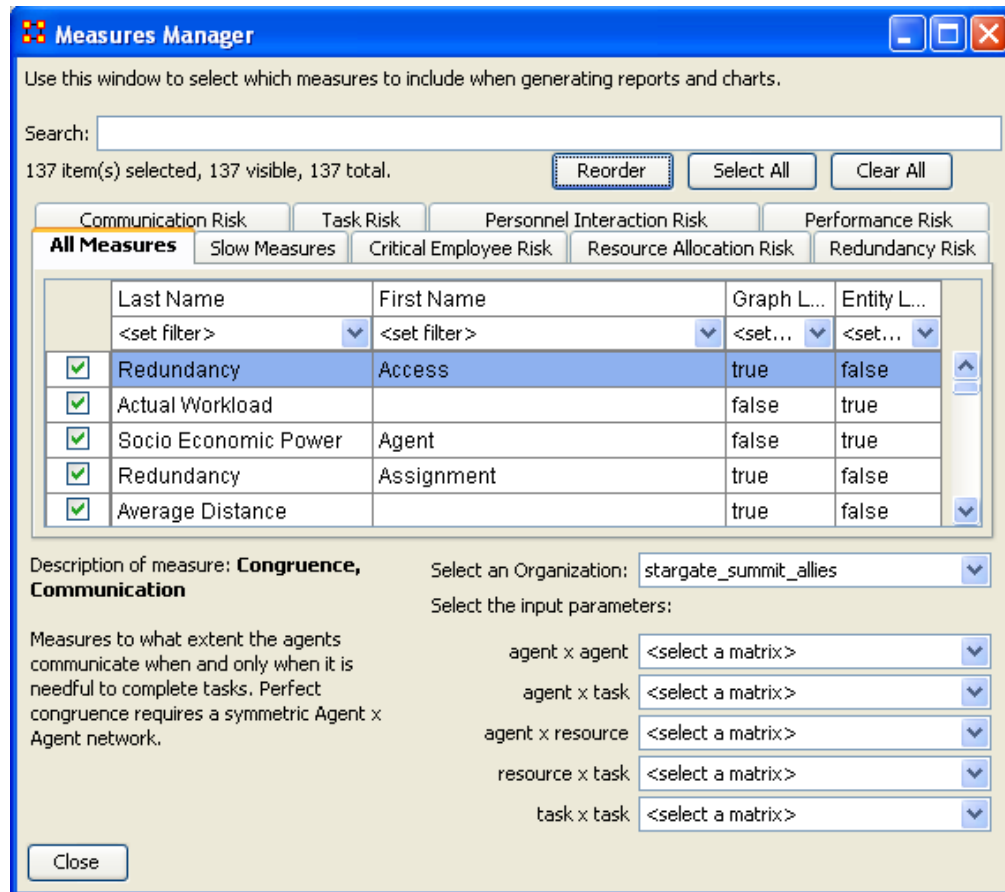 Measures Manager
Use this window to select which measures to include when generating reports and charts.
Search:
137 item(s) selected, 137 visible, 137 total.
Reorder
Select All
Clear All
Communication Risk
Task Risk
Personnel Interaction Risk
Performance Risk
All Measures
Slow Measures
Critical Employee Risk
Resource Allocation Risk
Redundancy Risk
Last Name First Name Graph L... Entity L...
<set filter> <set filter> <set... <set...
Redundancy Access true false
Actual Workload false true
Socio Economic Power Agent false true
Redundancy Assignment true false
Average Distance true false
Description of measure: Congruence,
Communication
Measures to what extent the agents
communicate when and only when it is
needful to complete tasks. Perfect
congruence requires a symmetric Agent x
Agent network.
Select an Organization: stargate_summit_allies
Select the input parameters:
agent x agent <select a matrix>
agent x task <select a matrix>
agent x resource <select a matrix>
resource x task <select a matrix>
task x task <select a matrix>
Close